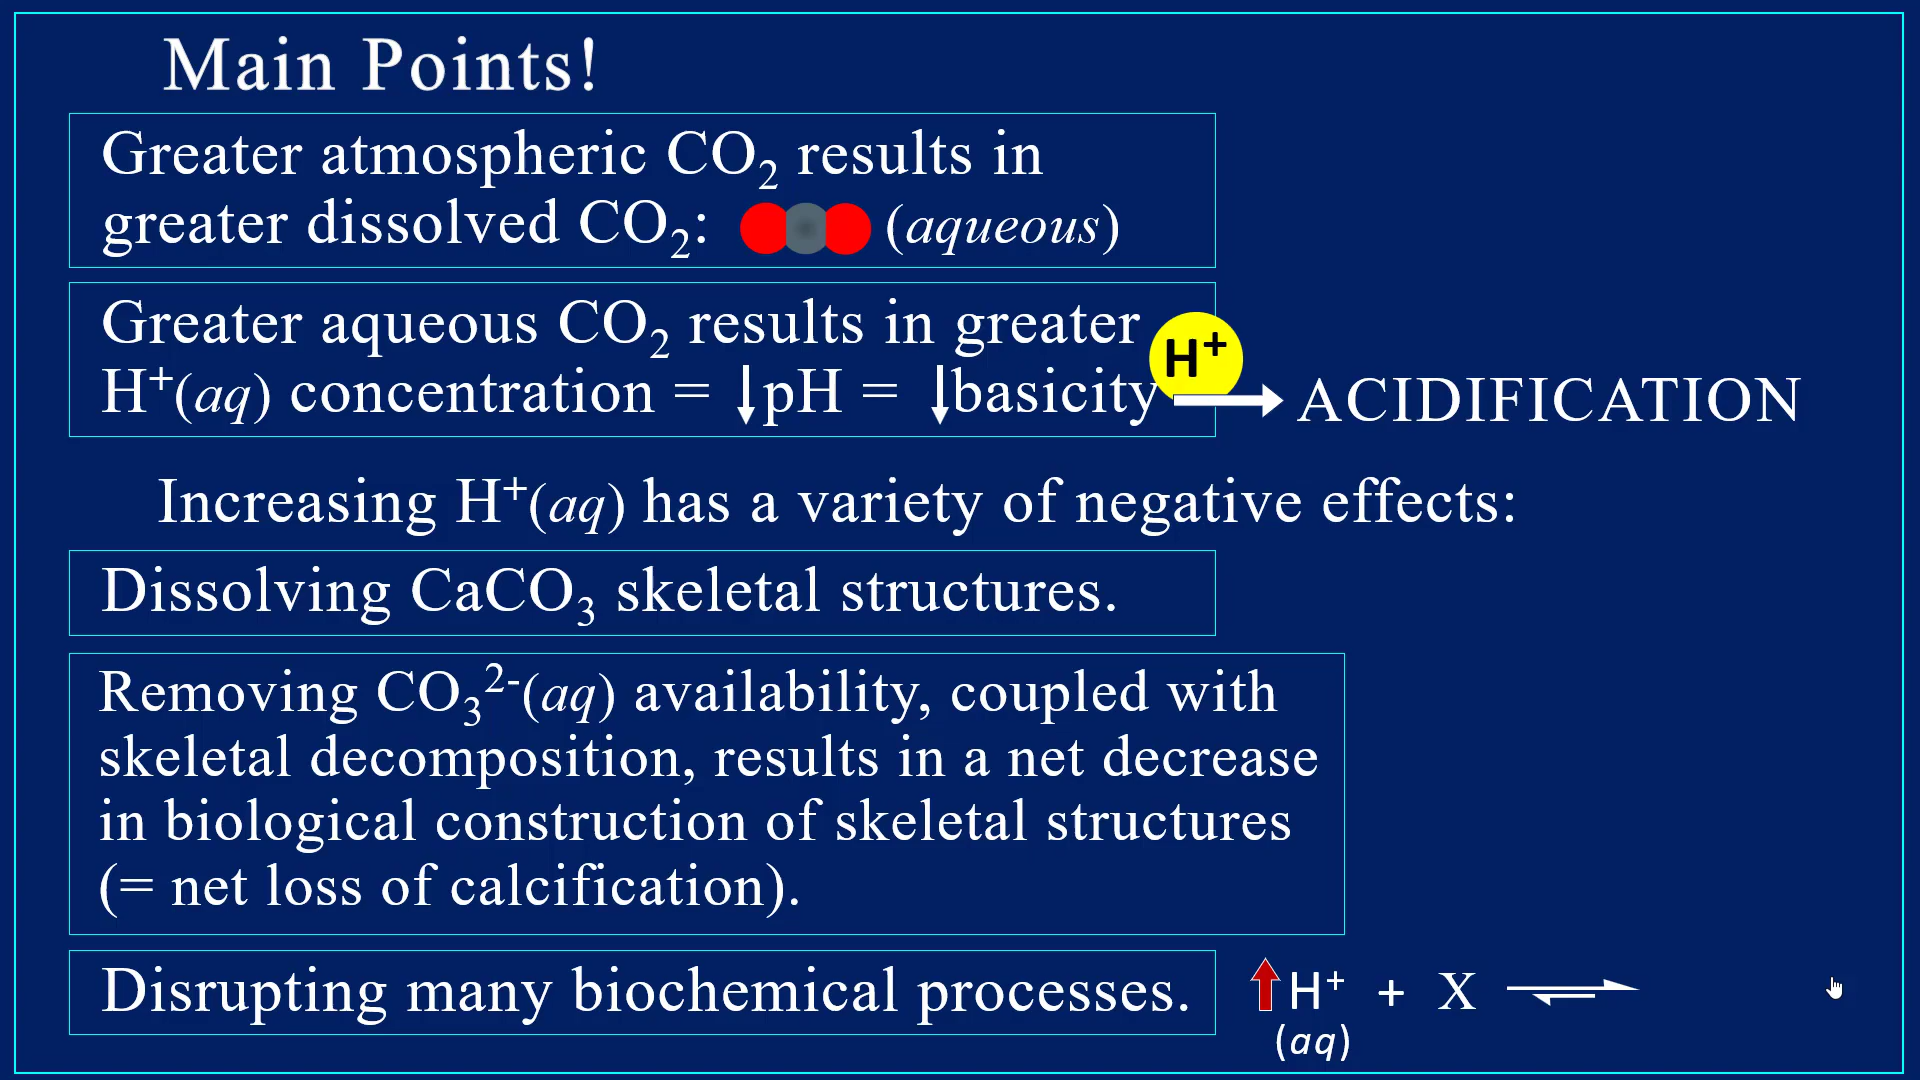 Main Points!
Greater atmospheric CO₂ results in
greater dissolved CO₂: (aqueous)
Greater aqueous CO₂ results in greater
H⁺(aq) concentration = ↓pH = ↓basicity → ACIDIFICATION
H⁺
Increasing H⁺(aq) has a variety of negative effects:
Dissolving CaCO₃ skeletal structures.
Removing CO₃²⁻(aq) availability, coupled with
skeletal decomposition, results in a net decrease
in biological construction of skeletal structures
(= net loss of calcification).
Disrupting many biochemical processes.
↑H⁺ + X ⇌
(aq)